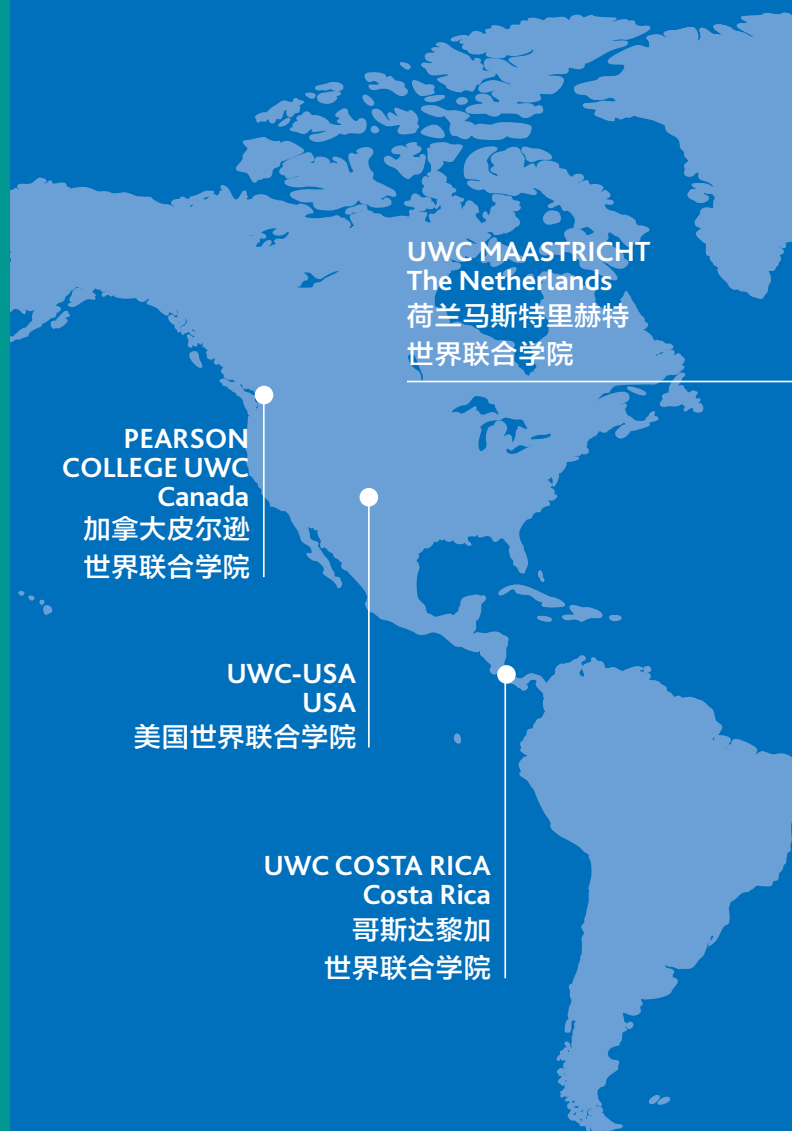 UWC MAASTRICHT
The Netherlands
荷兰马斯特里赫特
世界联合学院
PEARSON
COLLEGE UWC
Canada
加拿大皮尔逊
世界联合学院
UWC-USA
USA
美国世界联合学院
UWC COSTA RICA
Costa Rica
哥斯达黎加
世界联合学院